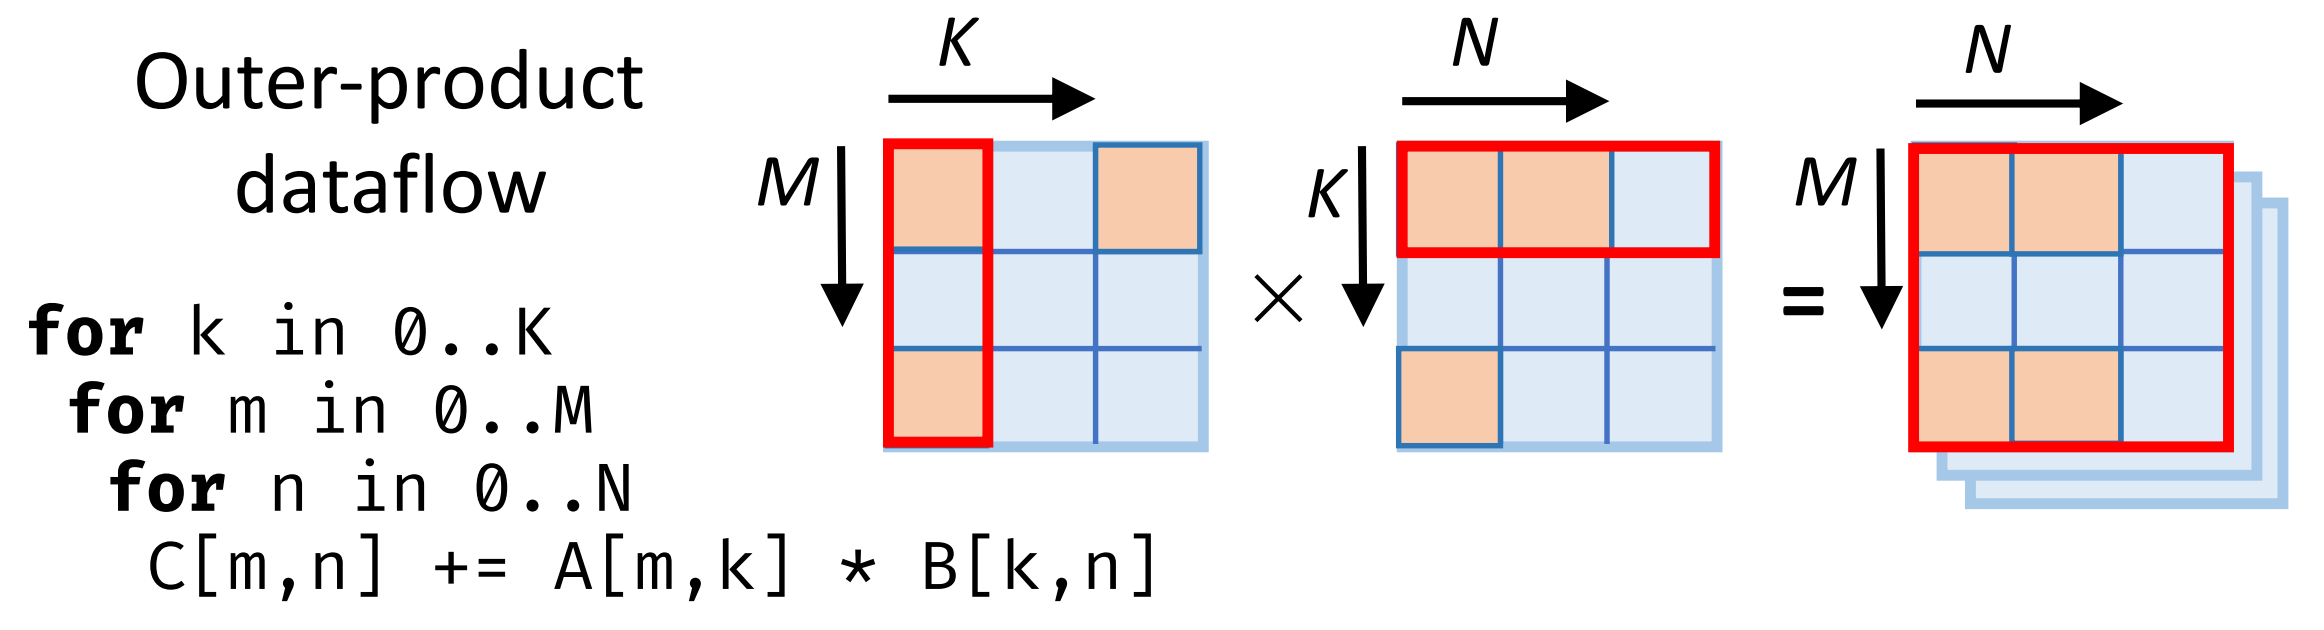 Outer-product
dataflow
for k in 0..K
for m in 0..M
for n in 0..N
C[m,n] += A[m,k] * B[k,n]
K
M
×
N
K
=
N
M